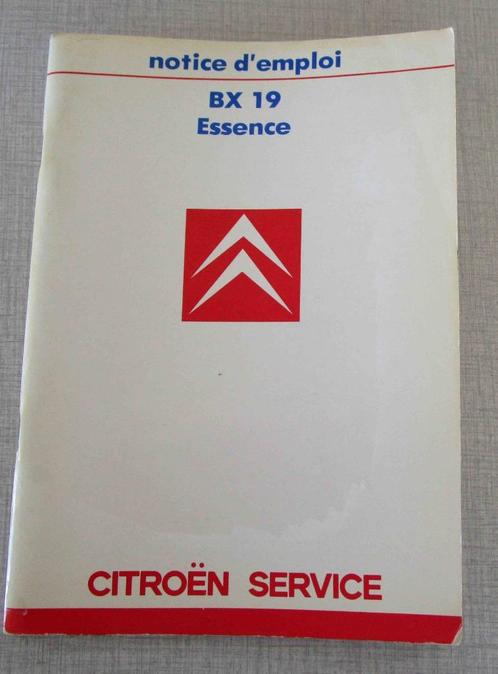 notice d'emploi
BX 19
Essence
CITROËN SERVICE